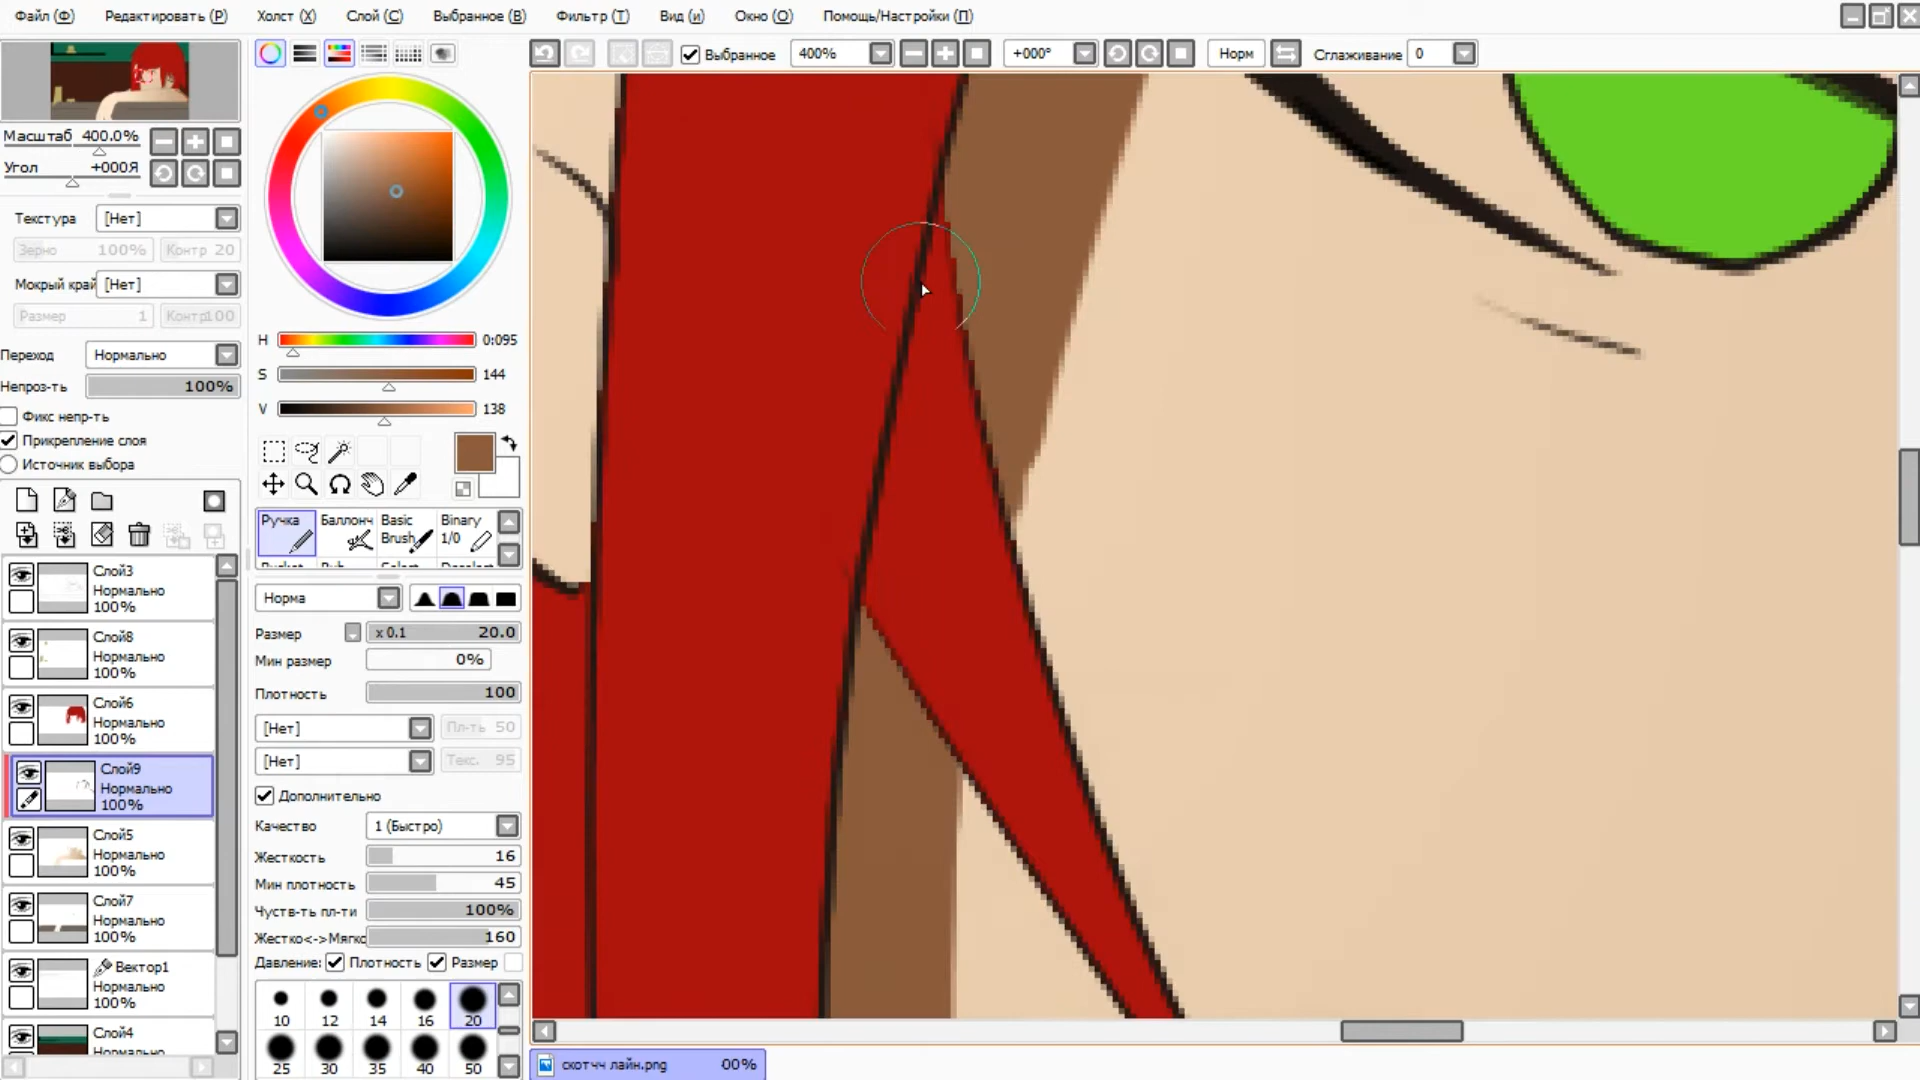 Файл (Ф) Редактировать (Р) Холст (Х) Слой (С) Выбранное (В) Фильтр (Т) Вид (и) Окно (О) Помощь/Настройки (П)
Выбранное 400% +000° Норм Сглаживание 0
Масштаб 400.0%
Угол +000Я
Текстура [Нет]
Зерно 100% Контр 20
Мокрый край [Нет]
Размер 1 Контр100
Переход Нормально
Непроз-ть 100%
Фикс непр-ть
Прикрепление слоя
Источник выбора
Слой3
Нормально
100%
Слой8
Нормально
100%
Слой6
Нормально
100%
Слой9
Нормально
100%
Слой5
Нормально
100%
Слой7
Нормально
100%
Вектор1
Нормально
100%
Слой4
Нормально
H 0:095
S 144
V 138
Ручка Баллонч Basic Brush Binary 1/0
Норма
Размер x 0.1 20.0
Мин размер 0%
Плотность 100
[Нет] Пл-ть 50
[Нет] Текс. 95
Дополнительно
Качество 1 (Быстро)
Жесткость 16
Мин плотность 45
Чуств-ть пл-ти 100%
Жестко<->Мягко 160
Давление: Плотность Размер
10 12 14 16 20
25 30 35 40 50
скотчч лайн.png 00%